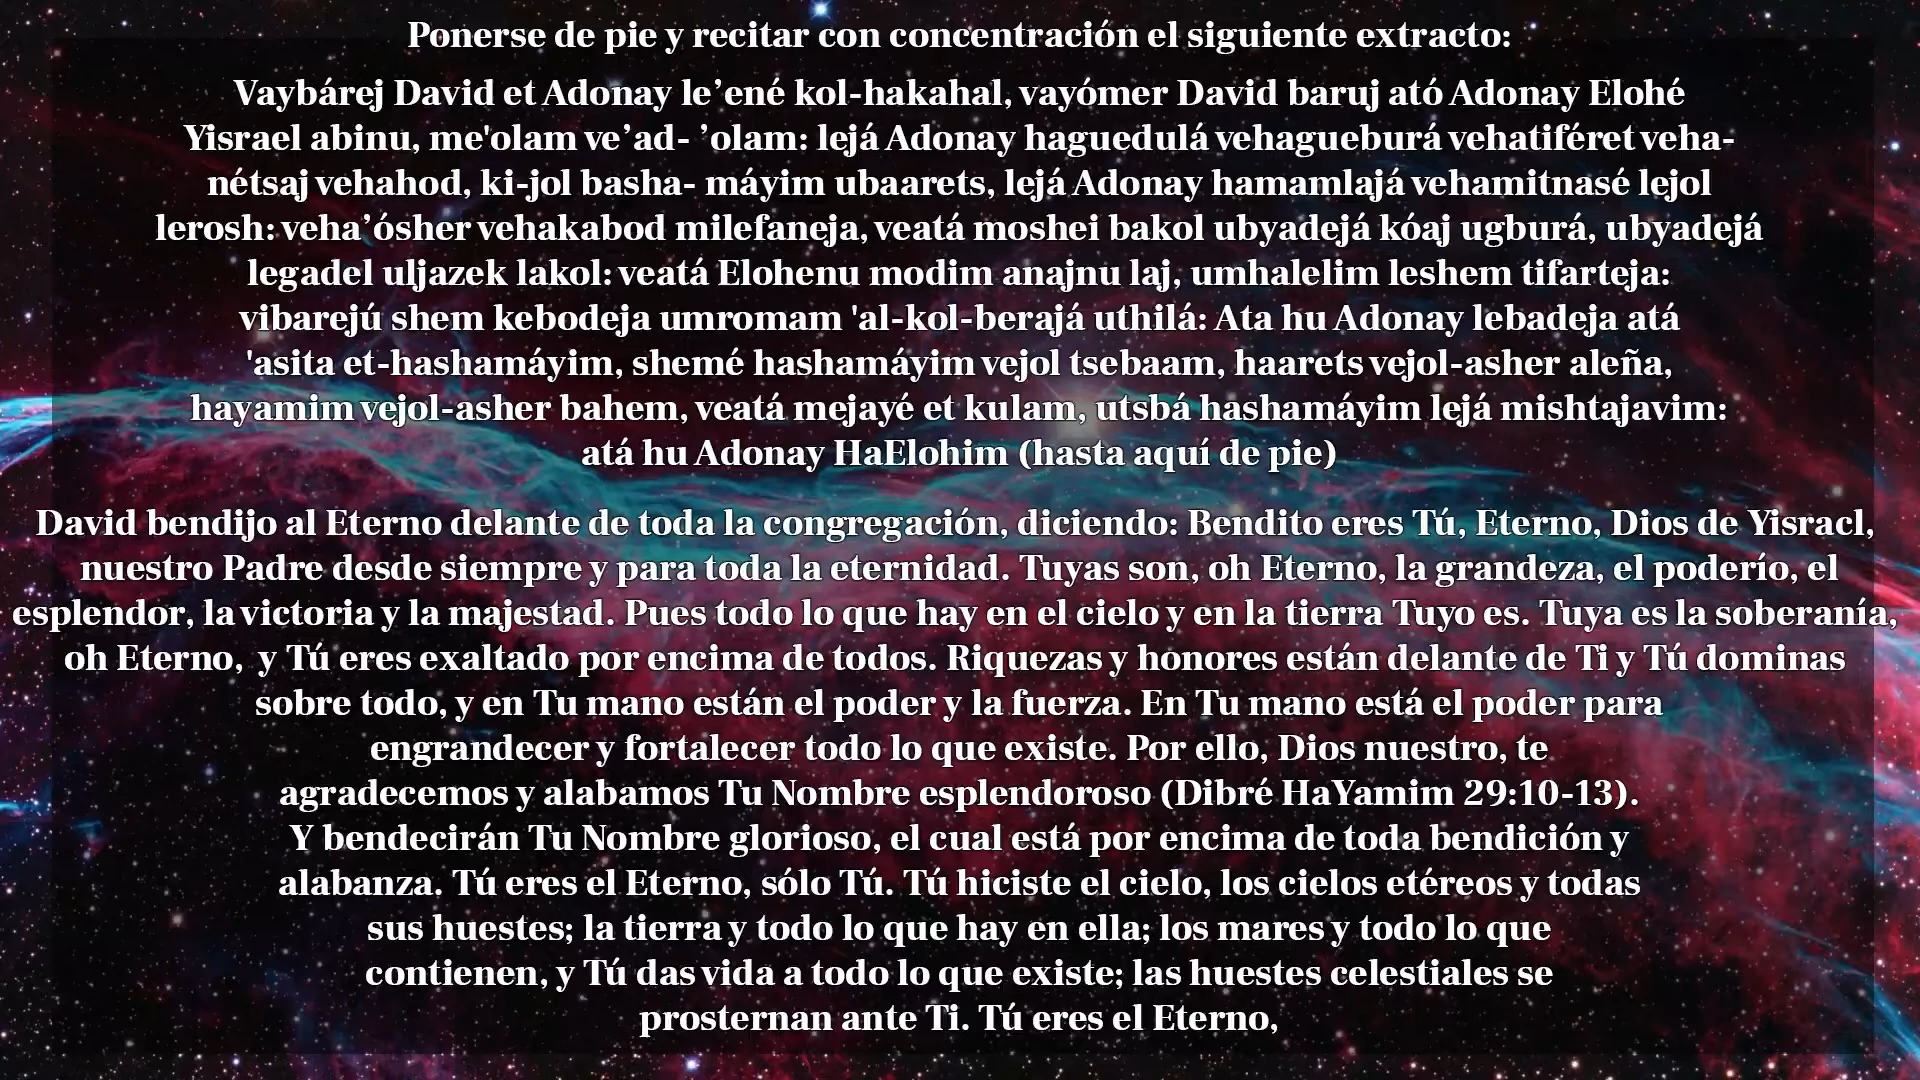 Ponerse de pie y recitar con concentración el siguiente extracto:
Vaybárej David et Adonay le’ené kol-hakahal, vayómer David baruj ató Adonay Elohé
Yisrael abinu, me'olam ve’ad- ’olam: lejá Adonay haguedulá vehagueburá vehatiféret veha-
nétsaj vehahod, ki-jol basha- máyim ubaarets, lejá Adonay hamamlajá vehamitnasé lejol
lerosh: veha’ósher vehakabod milefaneja, veatá moshei bakol ubyadejá kóaj ugburá, ubyadejá
legadel uljazek lakol: veatá Elohenu modim anajnu laj, umhalelim leshem tifarteja:
vibarejú shem kebodeja umromam 'al-kol-berajá uthilá: Ata hu Adonay lebadeja atá
'asita et-hashamáyim, shemé hashamáyim vejol tsebaam, haarets vejol-asher aleña,
hayamim vejol-asher bahem, veatá mejayé et kulam, utsbá hashamáyim lejá mishtajavim:
atá hu Adonay HaElohim (hasta aquí de pie)
David bendijo al Eterno delante de toda la congregación, diciendo: Bendito eres Tú, Eterno, Dios de Yisracl,
nuestro Padre desde siempre y para toda la eternidad. Tuyas son, oh Eterno, la grandeza, el poderío, el
esplendor, la victoria y la majestad. Pues todo lo que hay en el cielo y en la tierra Tuyo es. Tuya es la soberanía,
oh Eterno, y Tú eres exaltado por encima de todos. Riquezas y honores están delante de Ti y Tú dominas
sobre todo, y en Tu mano están el poder y la fuerza. En Tu mano está el poder para
engrandecer y fortalecer todo lo que existe. Por ello, Dios nuestro, te
agradecemos y alabamos Tu Nombre esplendoroso (Dibré HaYamim 29:10-13).
Y bendecirán Tu Nombre glorioso, el cual está por encima de toda bendición y
alabanza. Tú eres el Eterno, sólo Tú. Tú hiciste el cielo, los cielos etéreos y todas
sus huestes; la tierra y todo lo que hay en ella; los mares y todo lo que
contienen, y Tú das vida a todo lo que existe; las huestes celestiales se
prosternan ante Ti. Tú eres el Eterno,